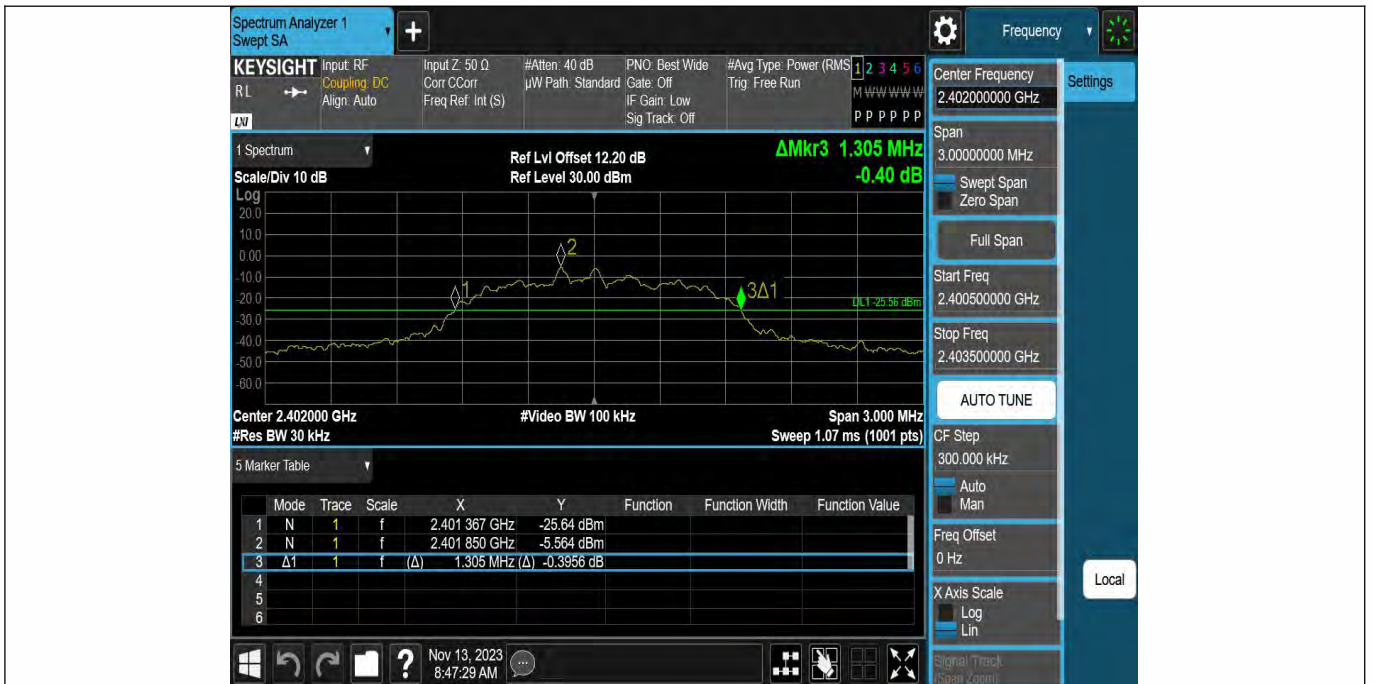 Spectrum Analyzer 1
Swept SA
+
Frequency
KEYSIGHT
RL
LXI
Input: RF
Coupling: DC
Align: Auto
Input Z: 50 Ω
Corr CCorr
Freq Ref: Int (S)
#Atten: 40 dB
µW Path: Standard
PNO: Best Wide
Gate: Off
IF Gain: Low
Sig Track: Off
#Avg Type: Power (RMS
Trig: Free Run
1 2 3 4 5 6
M W W W W W
P P P P P P
1 Spectrum
Scale/Div 10 dB
Ref Lvl Offset 12.20 dB
Ref Level 30.00 dBm
ΔMkr3 1.305 MHz
-0.40 dB
Log
20.0
10.0
0.00
-10.0
-20.0
-30.0
-40.0
-50.0
-60.0
1
2
3Δ1
DL1 -25.56 dBm
Center 2.402000 GHz
#Video BW 100 kHz
Span 3.000 MHz
#Res BW 30 kHz
Sweep 1.07 ms (1001 pts)
5 Marker Table
Mode Trace Scale X Y Function Function Width Function Value
1 N 1 f 2.401 367 GHz -25.64 dBm
2 N 1 f 2.401 850 GHz -5.564 dBm
3 Δ1 1 f (Δ) 1.305 MHz (Δ) -0.3956 dB
4
5
6
?
Nov 13, 2023
8:47:29 AM
Center Frequency
2.402000000 GHz
Span
3.00000000 MHz
Swept Span
Zero Span
Full Span
Start Freq
2.400500000 GHz
Stop Freq
2.403500000 GHz
AUTO TUNE
CF Step
300.000 kHz
Auto
Man
Freq Offset
0 Hz
X Axis Scale
Log
Lin
Signal Track
(Span Zoom)
Settings
Local